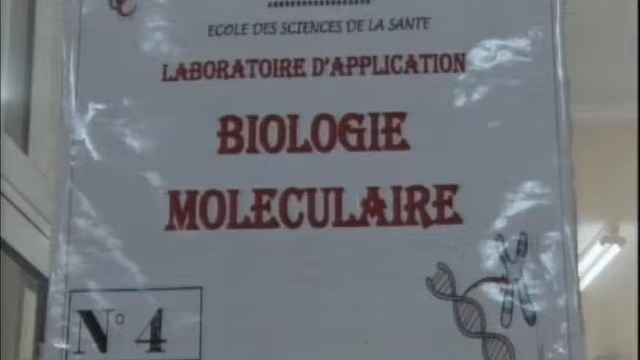 ECOLE DES SCIENCES DE LA SANTE
LABORATOIRE D'APPLICATION
BIOLOGIE
MOLECULAIRE
N° 4